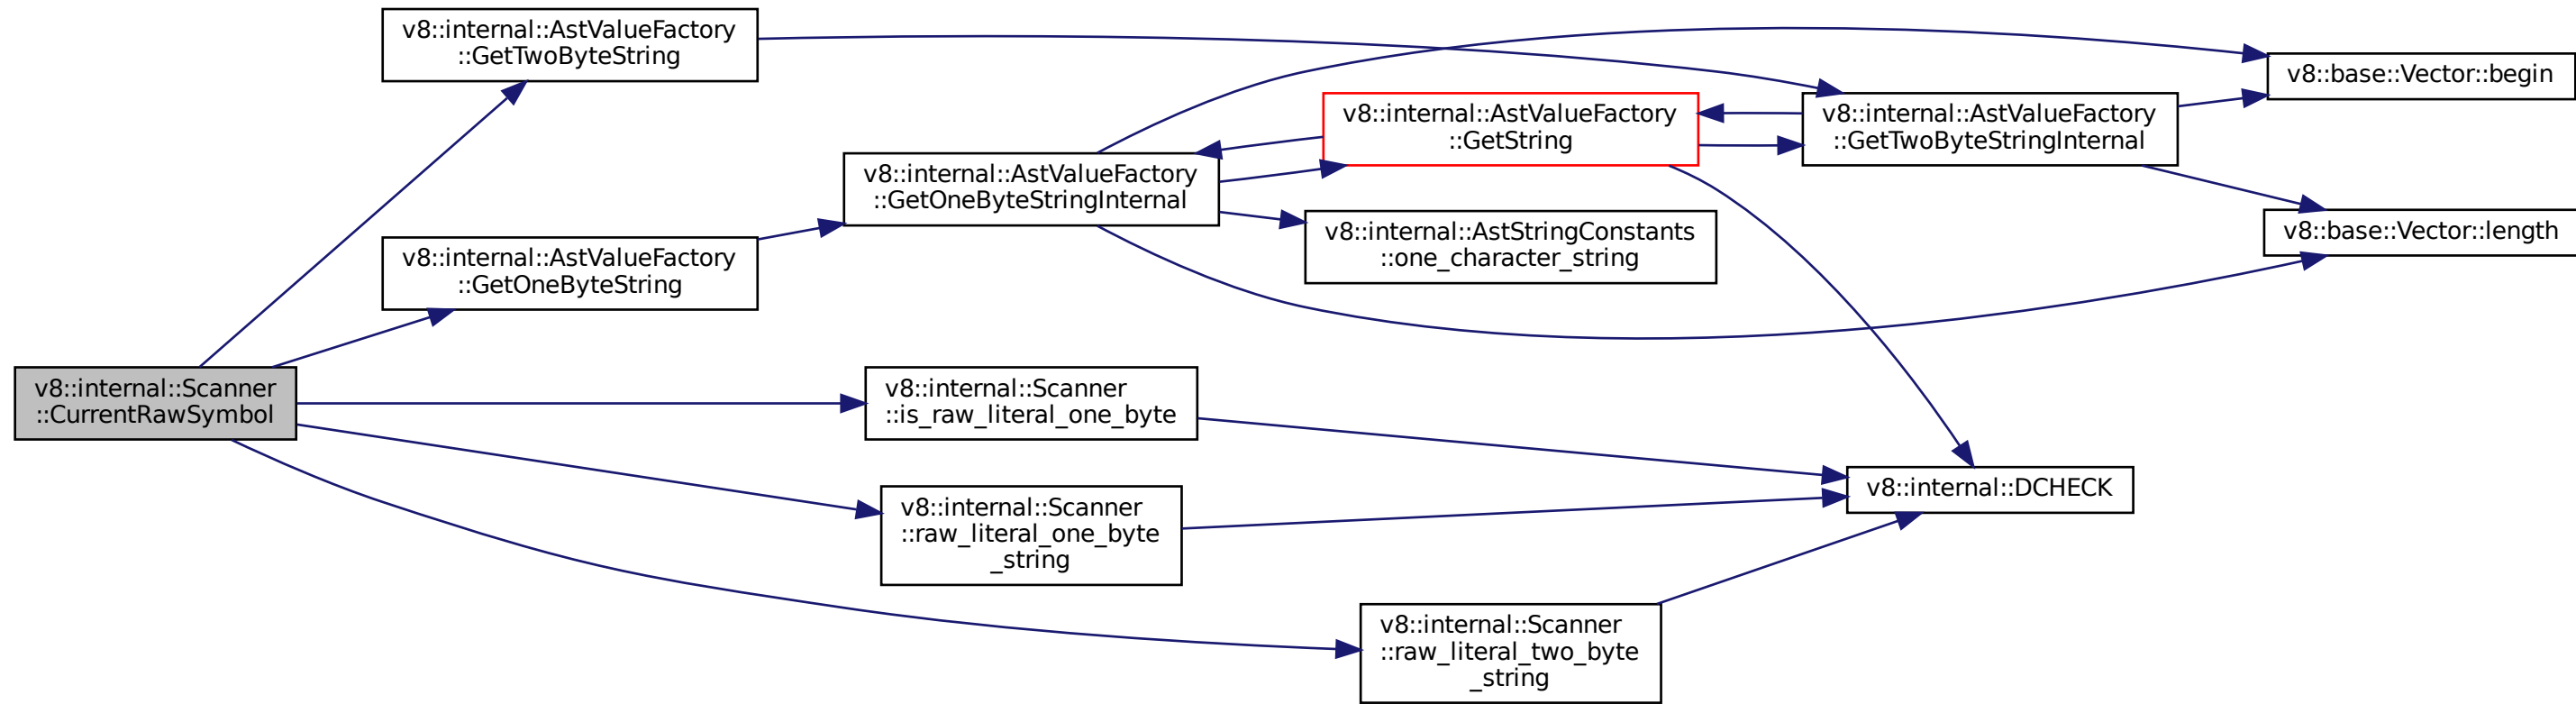 v8::internal::AstValueFactory
::GetTwoByteString
v8::base::Vector::begin
v8::internal::AstValueFactory
::GetString
v8::internal::AstValueFactory
::GetTwoByteStringInternal
v8::internal::AstValueFactory
::GetOneByteStringInternal
v8::internal::AstStringConstants
::one_character_string
v8::base::Vector::length
v8::internal::AstValueFactory
::GetOneByteString
v8::internal::Scanner
::CurrentRawSymbol
v8::internal::Scanner
::is_raw_literal_one_byte
v8::internal::DCHECK
v8::internal::Scanner
::raw_literal_one_byte
_string
v8::internal::Scanner
::raw_literal_two_byte
_string